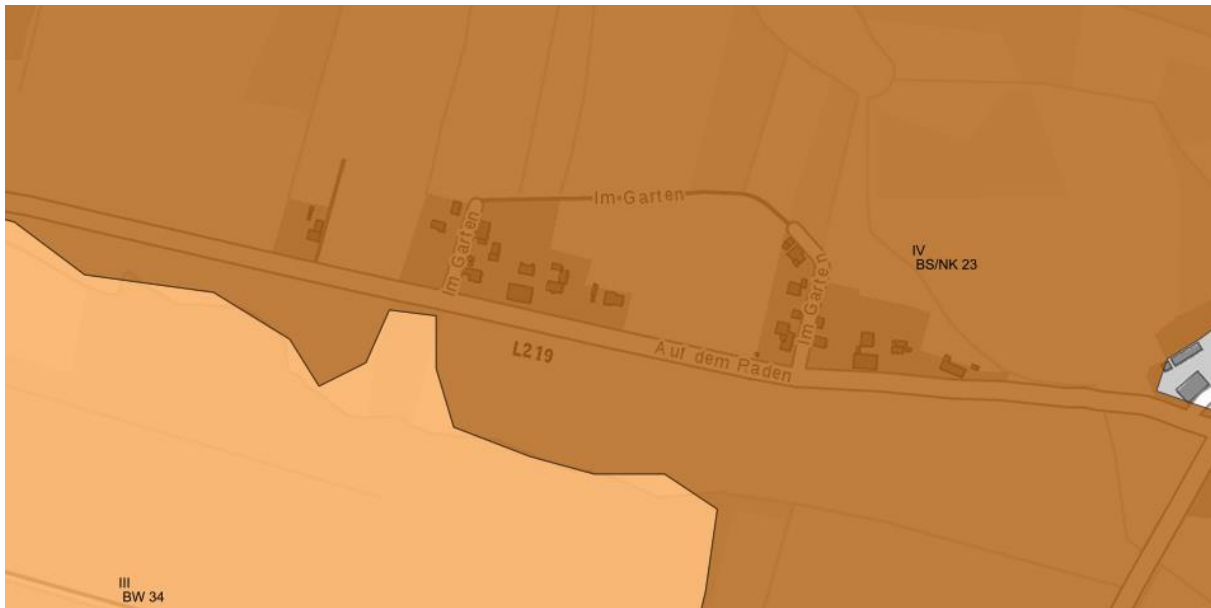 Im Garten
Im Garten
Im Garten
IV
BS/NK 23
L219
Auf dem Paden
III
BW 34